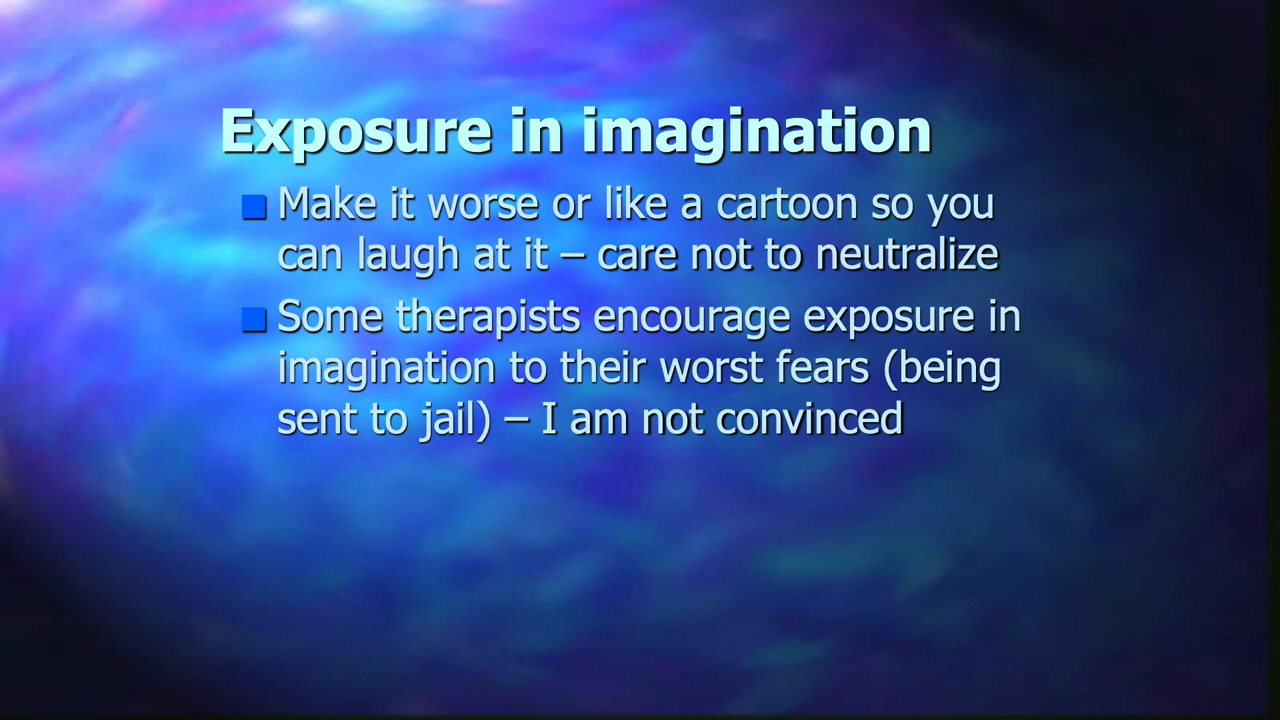 Exposure in imagination
Make it worse or like a cartoon so you
can laugh at it – care not to neutralize
Some therapists encourage exposure in
imagination to their worst fears (being
sent to jail) – I am not convinced